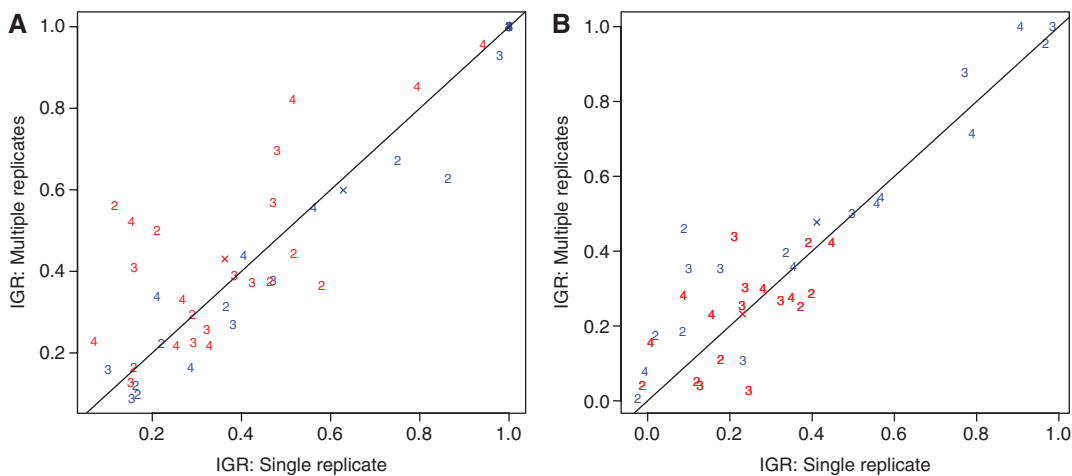 A
IGR: Multiple replicates
1.0
0.8
0.6
0.4
0.2
0.2 0.4 0.6 0.8 1.0
IGR: Single replicate
B
IGR: Multiple replicates
1.0
0.8
0.6
0.4
0.2
0.0
0.0 0.2 0.4 0.6 0.8 1.0
IGR: Single replicate